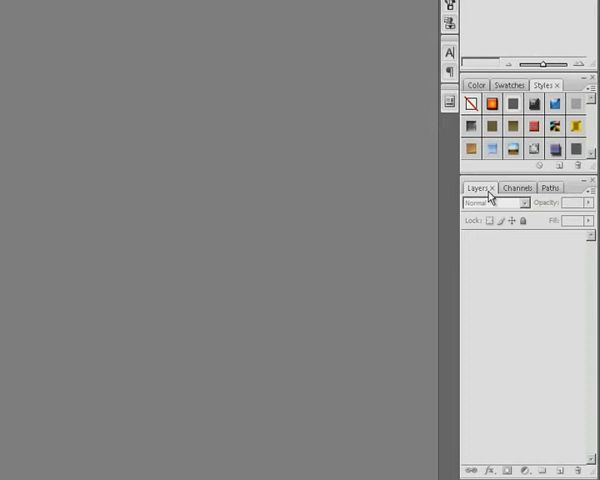 A
Color Swatches Styles ×
Layers × Channels Paths
Normal Opacity:
Lock: Fill: